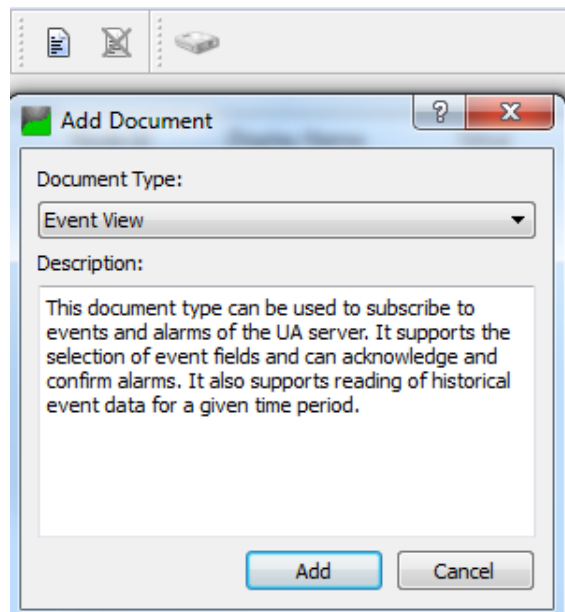 Add Document
Document Type:
Event View
Description:
This document type can be used to subscribe to
events and alarms of the UA server. It supports the
selection of event fields and can acknowledge and
confirm alarms. It also supports reading of historical
event data for a given time period.
Add
Cancel